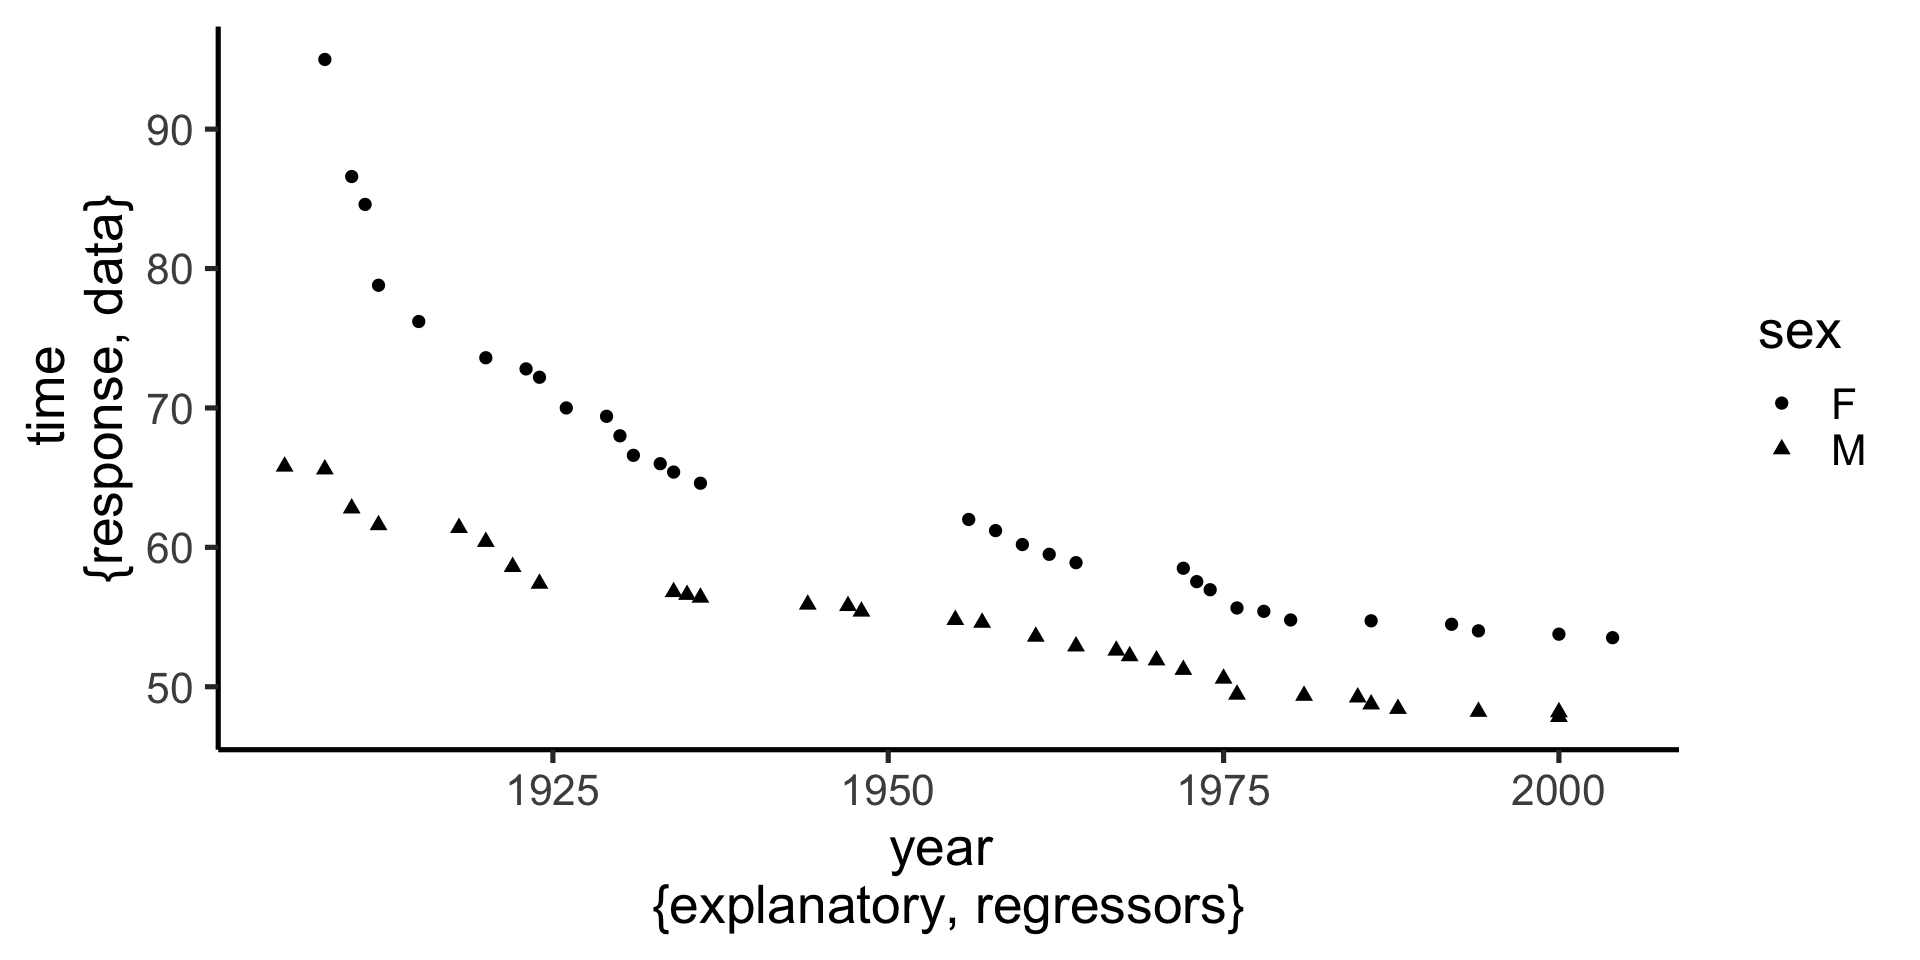 90
80
70
60
50
time
{response, data}
1925
1950
1975
2000
year
{explanatory, regressors}
sex
F
M